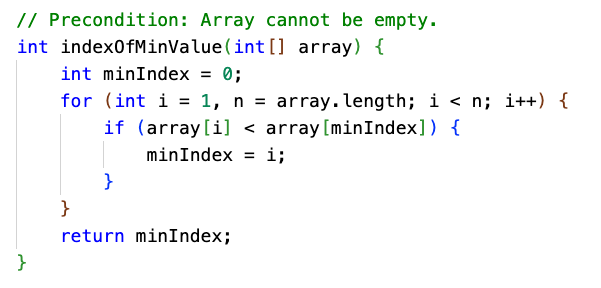 // Precondition: Array cannot be empty.
int indexOfMinValue(int[] array) {
    int minIndex = 0;
    for (int i = 1, n = array.length; i < n; i++) {
        if (array[i] < array[minIndex]) {
            minIndex = i;
        }
    }
    return minIndex;
}